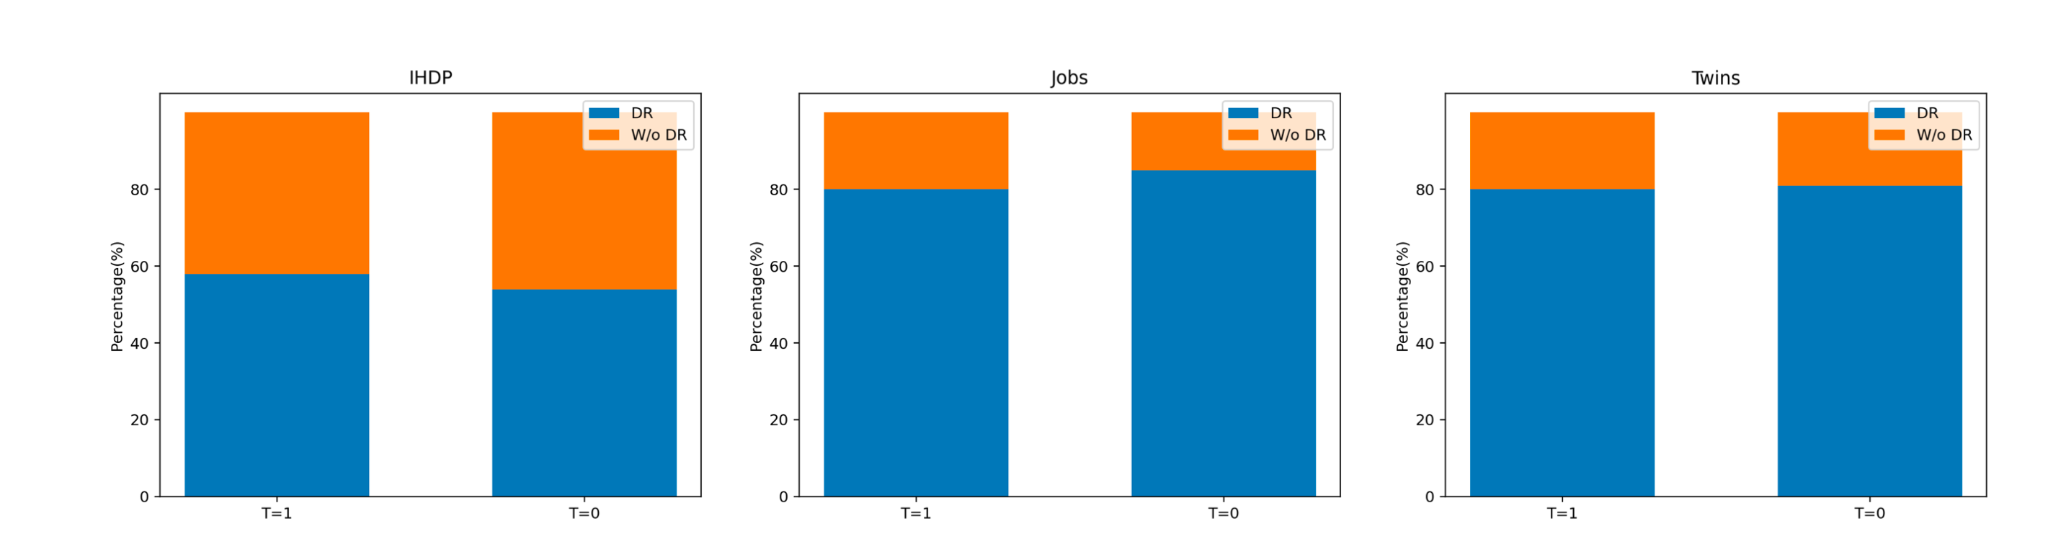 IHDP
DR
W/o DR
Percentage(%)
80
60
40
20
0
T=1
T=0
Jobs
DR
W/o DR
Percentage(%)
80
60
40
20
0
T=1
T=0
Twins
DR
W/o DR
Percentage(%)
80
60
40
20
0
T=1
T=0